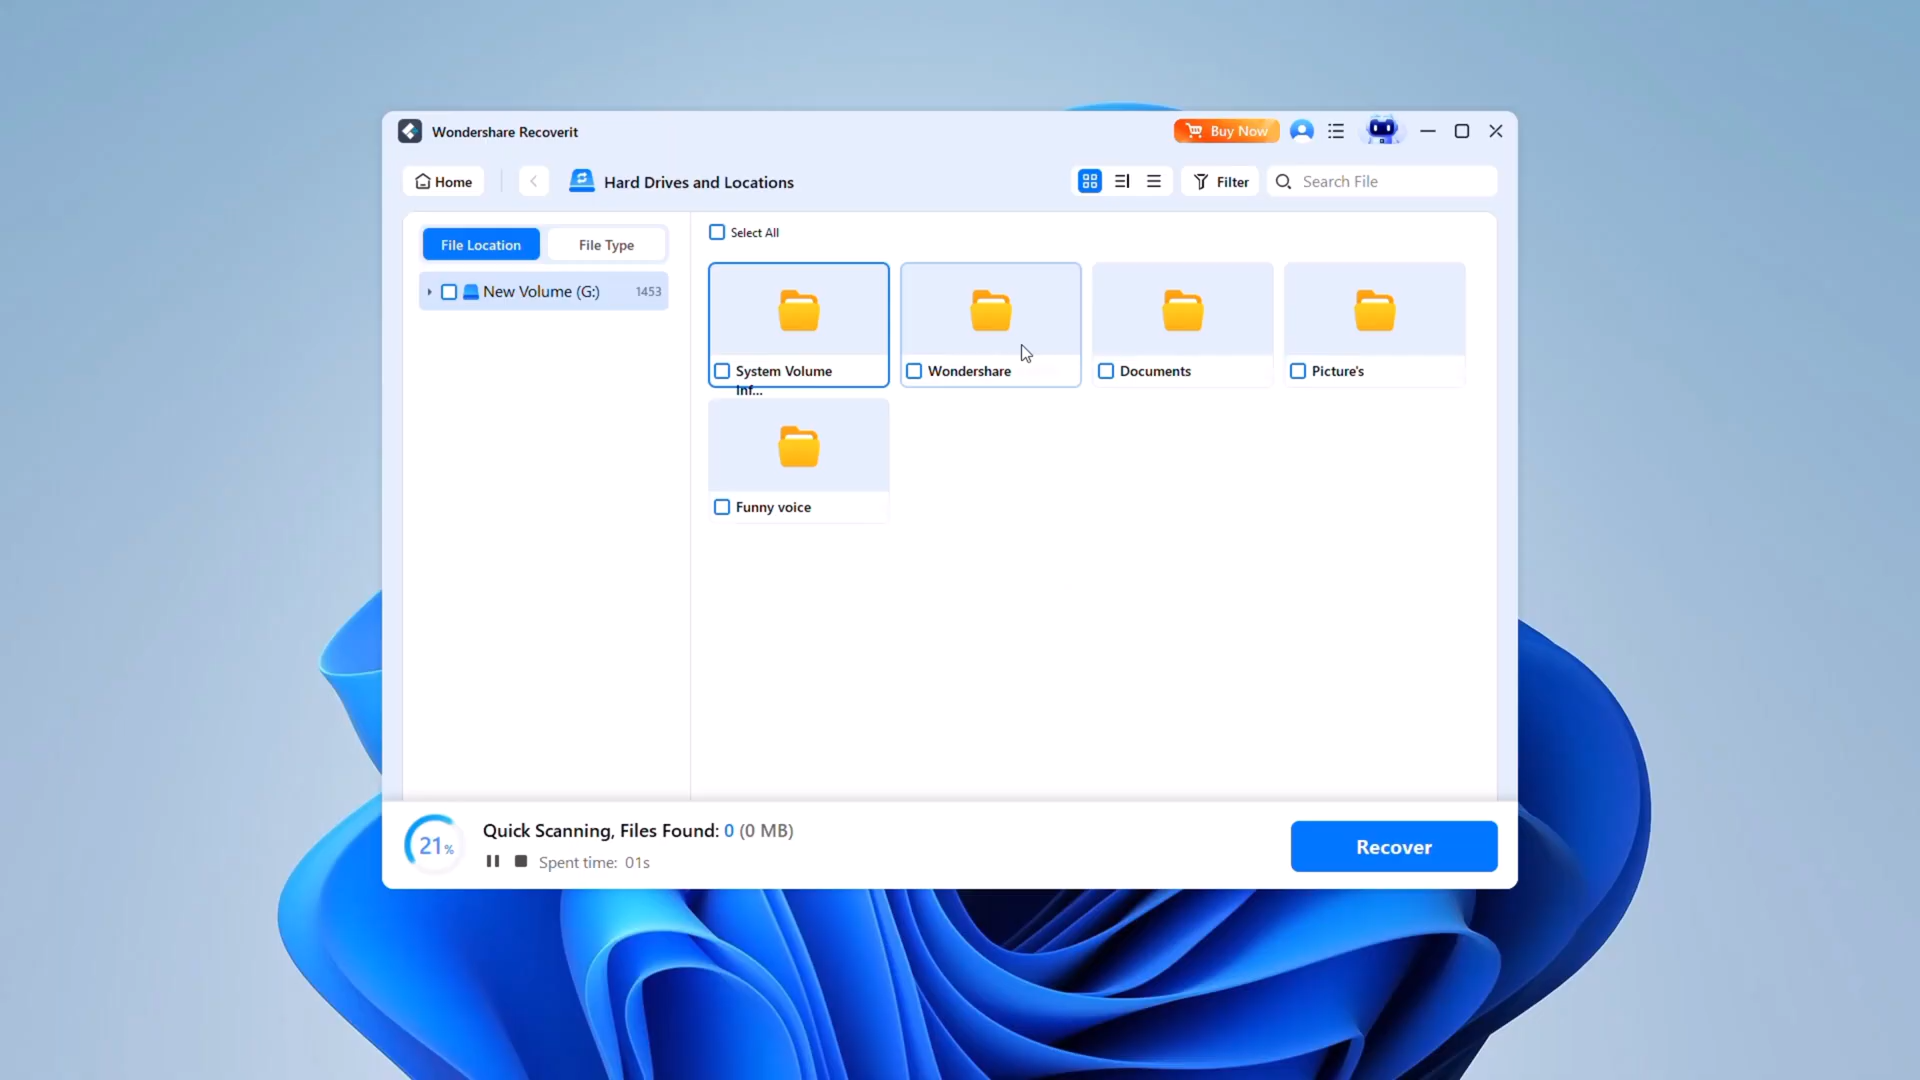 Wondershare Recoverit
Buy Now
Home
Hard Drives and Locations
Filter
Search File
File Location
File Type
Select All
New Volume (G:)
1453
System Volume
Inf...
Wondershare
Documents
Picture's
Funny voice
21%
Quick Scanning, Files Found: 0 (0 MB)
Spent time: 01s
Recover